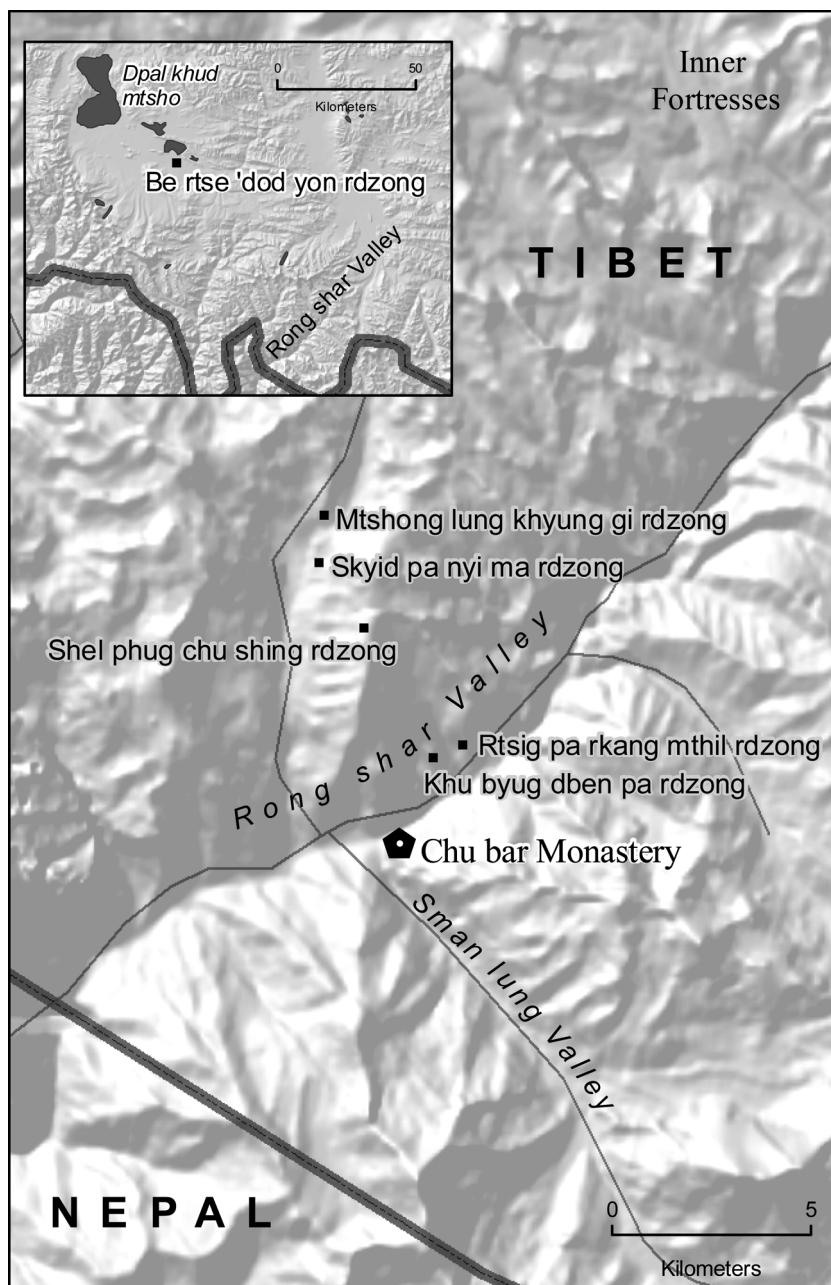 Dpal khud
mtsho
0 50
Kilometers
Be rtse 'dod yon rdzong
Rong shar Valley
Inner
Fortresses
TIBET
Mtshong lung khyung gi rdzong
Skyid pa nyi ma rdzong
Shel phug chu shing rdzong
Rong shar Valley
Rtsig pa rkang mthil rdzong
Khu byug dben pa rdzong
Chu bar Monastery
Sman lung Valley
NEPAL
0 5
Kilometers